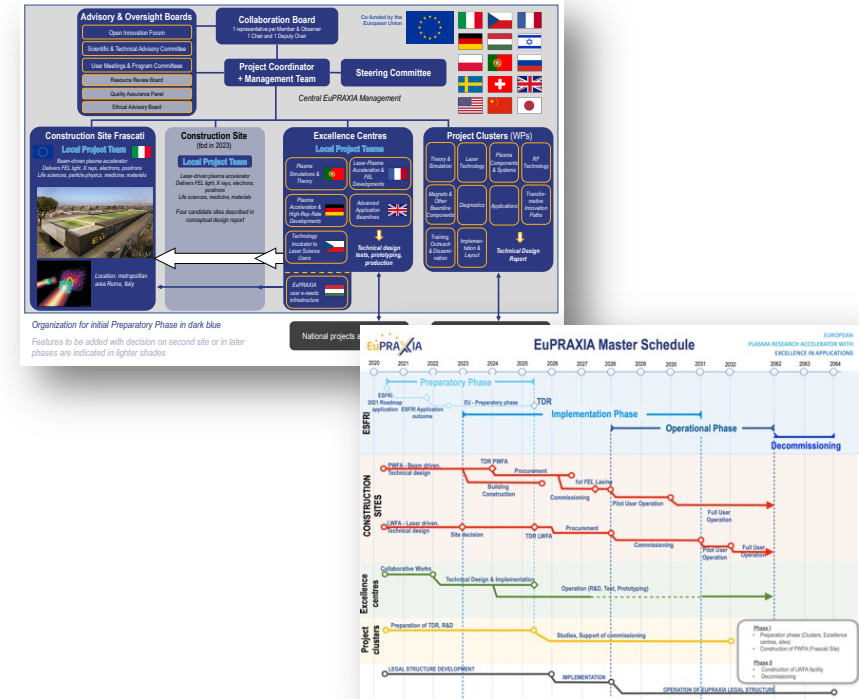 Advisory & Oversight Boards
Open Innovation Forum
Scientific & Technical Advisory Committee
User Meetings & Program Committees
Resource Review Board
Quality Assurance Panel
Ethical Advisory Board
Collaboration Board
1 representative per Member & Observer
1 Chair and 1 Deputy Chair
Co-funded by the
European Union
Project Coordinator
+ Management Team
Steering Committee
Central EuPRAXIA Management
Construction Site Frascati
Local Project Team
Beam-driven plasma accelerator
Delivers FEL light, X rays, electrons, positrons
Life sciences, particle physics, medicine, materials
Location: metropolitan
area Rome, Italy
Construction Site
(tbd in 2023)
Local Project Team
Laser-driven plasma accelerator
Delivers FEL light, X rays, electrons,
positrons
Life sciences, medicine, materials
Four candidate sites described in
conceptual design report
Excellence Centres
Local Project Teams
Plasma
Simulations &
Theory
Laser-Plasma
Acceleration &
FEL
Developments
Plasma
Acceleration &
High-Rep-Rate
Developments
Advanced
Application
Beamlines
Technology
Incubator to
Laser Science
Users
Technical design
tests, prototyping,
production
EuPRAXIA
user e-needs
infrastructure
Project Clusters (WPs)
Theory &
Simulation
Laser
Technology
Plasma
Components
& Systems
RF
Technology
Magnets &
Other
Beamline
Components
Diagnostics
Applications
Transfor-
mative
Innovation
Paths
Training,
Outreach
& Dissemi-
nation
Implemen-
tation &
Layout
Technical Design
Report
Organization for initial Preparatory Phase in dark blue
Features to be added with decision on second site or in later
phases are indicated in lighter shades
National projects a
EuPRAXIA
EuPRAXIA Master Schedule
EUROPEAN
PLASMA RESEARCH ACCELERATOR WITH
EXCELLENCE IN APPLICATIONS
2020 2021 2022 2023 2024 2025 2026 2027 2028 2029 2030 2031 2032 2062 2063 2064
ESFRI
Preparatory Phase
ESFRI
2021 Roadmap
application
ESFRI Application
outcome
EU - Preparatory phase
TDR
Implementation Phase
Operational Phase
Decommissioning
CONSTRUCTION
SITES
PWFA - Beam driven.
Technical design
TDR PWFA
Procurement
Building
Construction
1st FEL Lasing
Commissioning
Pilot User Operation
Full User
Operation
LWFA - Laser driven.
Technical design
Site decision
TDR LWFA
Procurement
Commissioning
Pilot User
Operation
Full User
Operation
Excellence
centres
Collaborative Works
Technical Design & Implementation
Operation (R&D, Test, Prototyping)
Project
clusters
Preparation of TDR, R&D
Studies, Support of commissioning
LEGAL STRUCTURE DEVELOPMENT
IMPLEMENTATION
OPERATION OF EUPRAXIA LEGAL STRUCTURE
Phase I
• Preparation phase (Clusters, Excellence
centres, sites)
• Construction of PWFA (Frascati Site)
Phase II
• Construction of LWFA facility
• Decomissioning